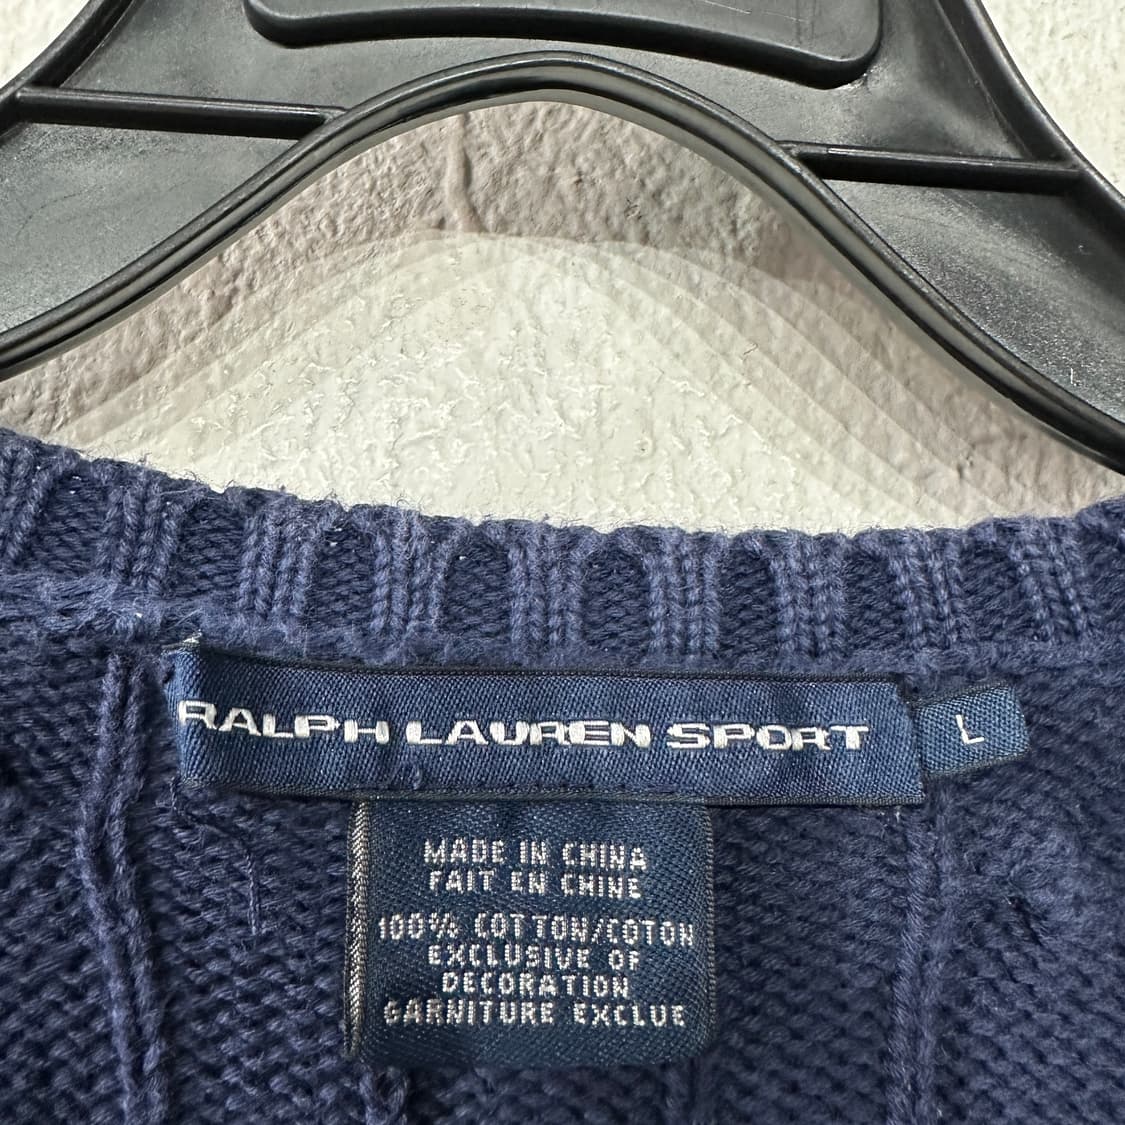 RALPH LAUREN SPORT
L
MADE IN CHINA
FAIT EN CHINE
100% COTTON/COTON
EXCLUSIVE OF
DECORATION
GARNITURE EXCLUE